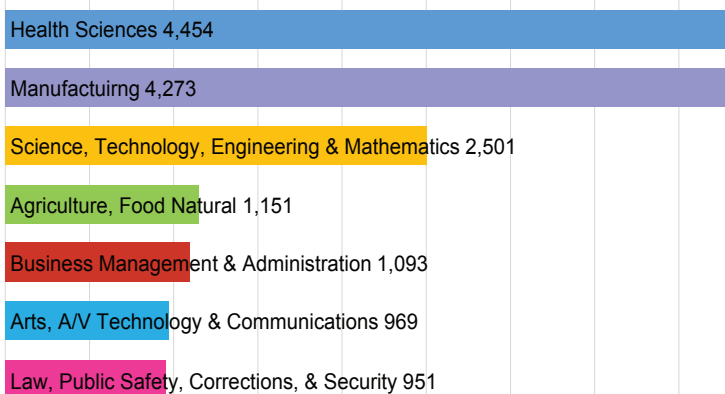 Health Sciences 4,454
Manufactuirng 4,273
Science, Technology, Engineering & Mathematics 2,501
Agriculture, Food Natural 1,151
Business Management & Administration 1,093
Arts, A/V Technology & Communications 969
Law, Public Safety, Corrections, & Security 951